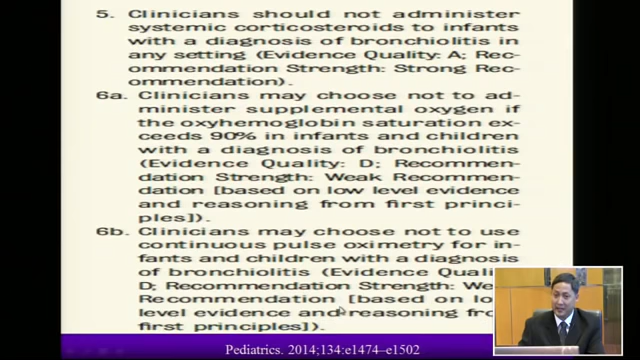 5. Clinicians should not administer
systemic corticosteroids to infants
with a diagnosis of bronchiolitis in
any setting (Evidence Quality: A; Rec-
ommendation Strength: Strong Rec-
ommendation).
6a. Clinicians may choose not to ad-
minister supplemental oxygen if
the oxyhemoglobin saturation ex-
ceeds 90% in infants and children
with a diagnosis of bronchiolitis
(Evidence Quality: D; Recommen-
dation Strength: Weak Recommen-
dation [based on low level evidence
and reasoning from first princi-
ples]).
6b. Clinicians may choose not to use
continuous pulse oximetry for in-
fants and children with a diagnosis
of bronchiolitis (Evidence
D; Recommendation Strength:
Recommendation [based on
level evidence and reasoning
first principles]).
Pediatrics. 2014;134:e1474–e1502